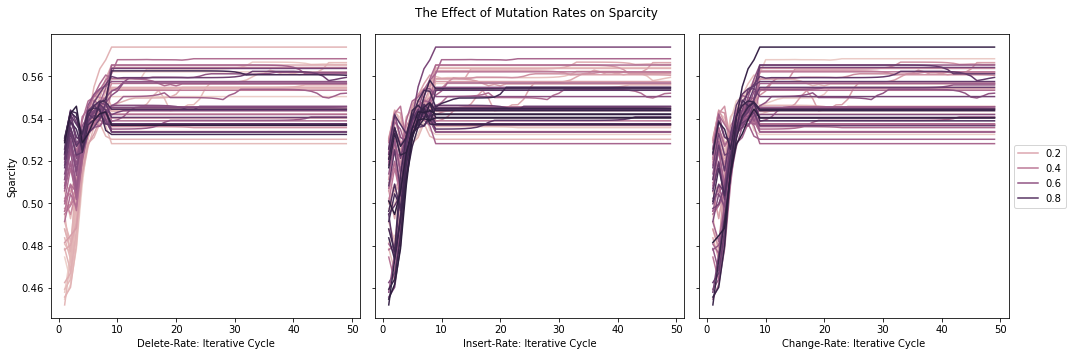 The Effect of Mutation Rates on Sparcity
Sparcity
0.56
0.54
0.52
0.50
0.48
0.46
0 10 20 30 40 50
Delete-Rate: Iterative Cycle
0 10 20 30 40 50
Insert-Rate: Iterative Cycle
0 10 20 30 40 50
Change-Rate: Iterative Cycle
0.2
0.4
0.6
0.8